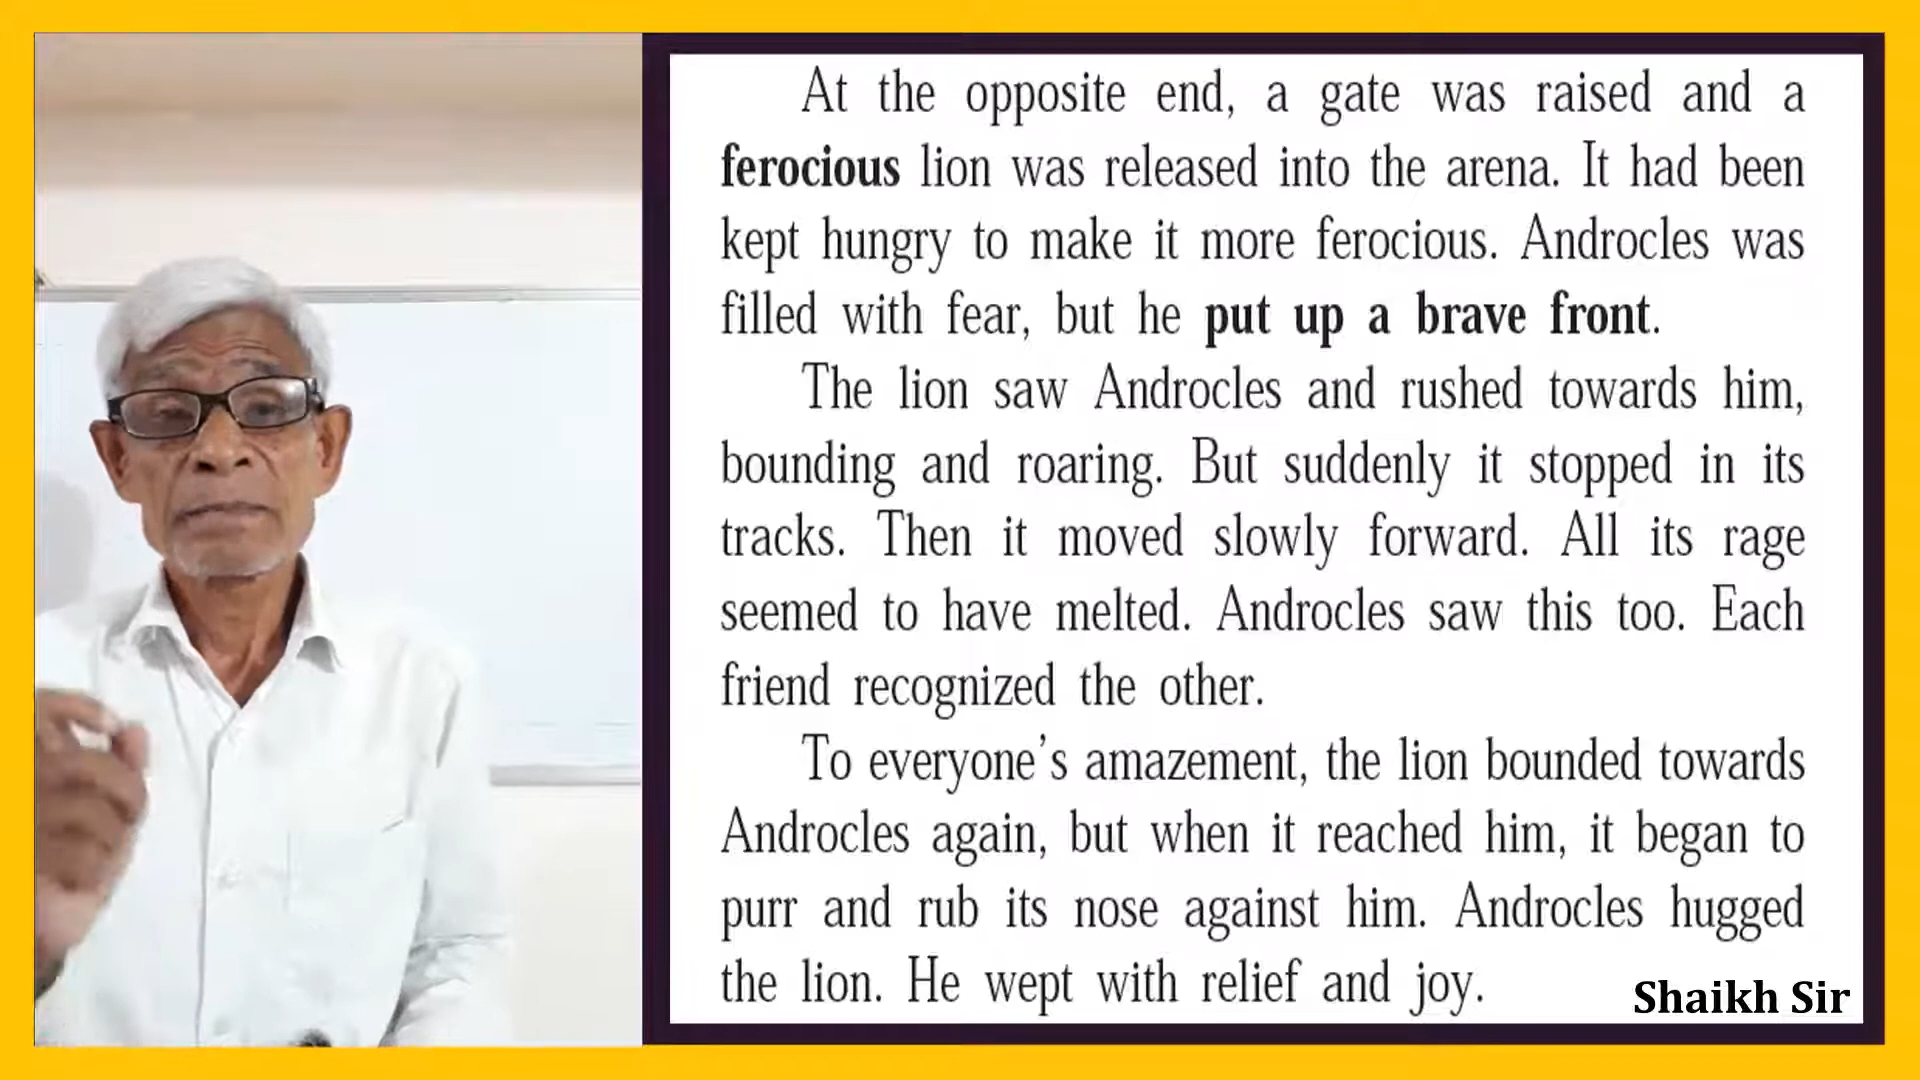 At the opposite end, a gate was raised and a
ferocious lion was released into the arena. It had been
kept hungry to make it more ferocious. Androcles was
filled with fear, but he put up a brave front.
The lion saw Androcles and rushed towards him,
bounding and roaring. But suddenly it stopped in its
tracks. Then it moved slowly forward. All its rage
seemed to have melted. Androcles saw this too. Each
friend recognized the other.
To everyone's amazement, the lion bounded towards
Androcles again, but when it reached him, it began to
purr and rub its nose against him. Androcles hugged
the lion. He wept with relief and joy.
Shaikh Sir